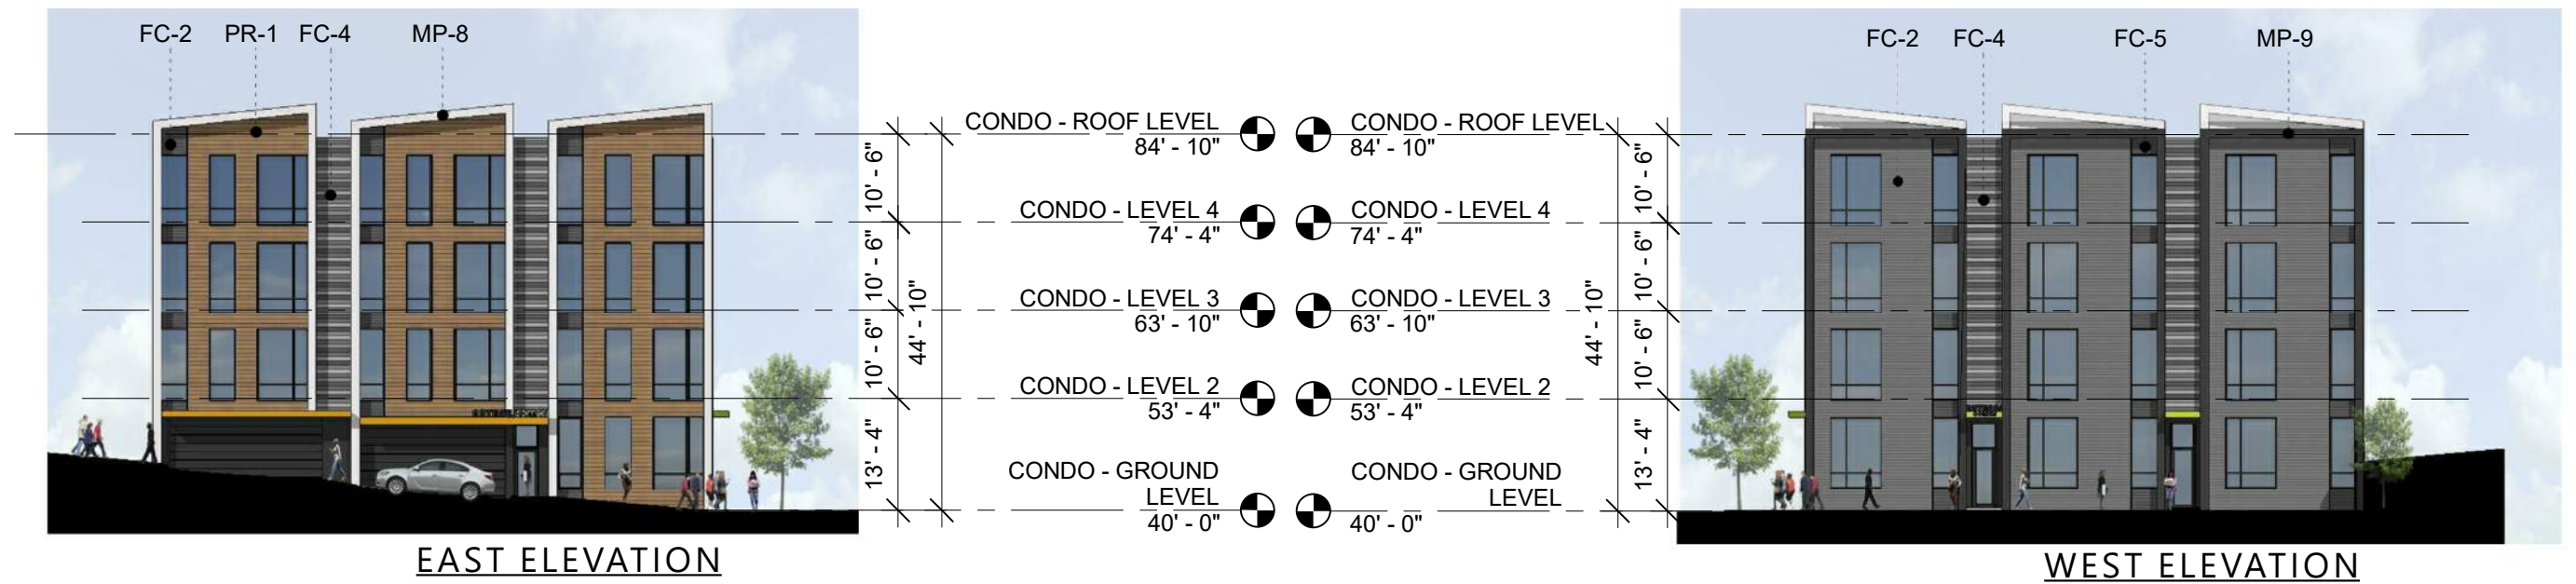 FC-2 PR-1 FC-4 MP-8
CONDO - ROOF LEVEL
84' - 10"
CONDO - LEVEL 4
74' - 4"
CONDO - LEVEL 3
63' - 10"
CONDO - LEVEL 2
53' - 4"
CONDO - GROUND
LEVEL
40' - 0"
10' - 6"
10' - 6"
10' - 6"
13' - 4"
44' - 10"
EAST ELEVATION
FC-2 FC-4 FC-5 MP-9
CONDO - ROOF LEVEL
84' - 10"
CONDO - LEVEL 4
74' - 4"
CONDO - LEVEL 3
63' - 10"
CONDO - LEVEL 2
53' - 4"
CONDO - GROUND
LEVEL
40' - 0"
44' - 10"
10' - 6"
10' - 6"
10' - 6"
13' - 4"
WEST ELEVATION